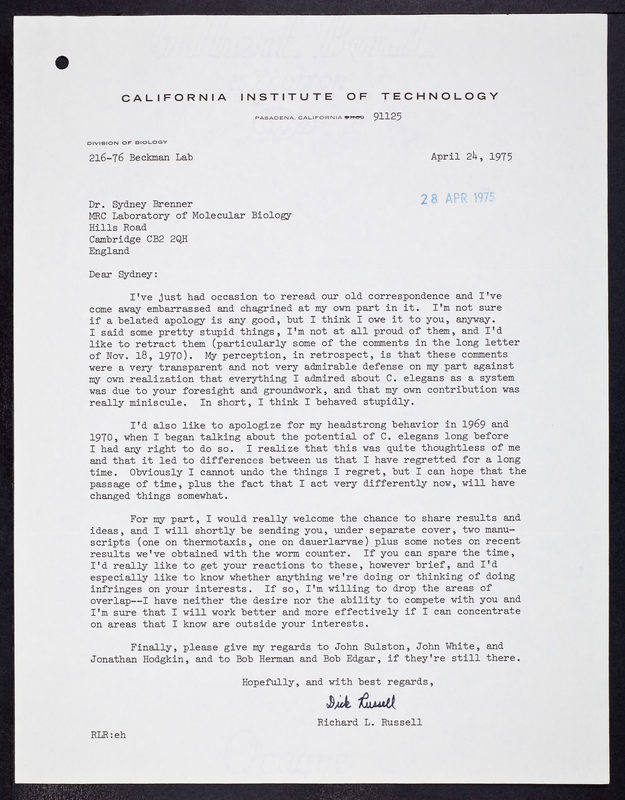 CALIFORNIA INSTITUTE OF TECHNOLOGY
PASADENA, CALIFORNIA 91125
DIVISION OF BIOLOGY
216-76 Beckman Lab
April 24, 1975
28 APR 1975
Dr. Sydney Brenner
MRC Laboratory of Molecular Biology
Hills Road
Cambridge CB2 2QH
England
Dear Sydney:
I've just had occasion to reread our old correspondence and I've
come away embarrassed and chagrined at my own part in it. I'm not sure
if a belated apology is any good, but I think I owe it to you, anyway.
I said some pretty stupid things, I'm not at all proud of them, and I'd
like to retract them (particularly some of the comments in the long letter
of Nov. 18, 1970). My perception, in retrospect, is that these comments
were a very transparent and not very admirable defense on my part against
my own realization that everything I admired about C. elegans as a system
was due to your foresight and groundwork, and that my own contribution was
really miniscule. In short, I think I behaved stupidly.
I'd also like to apologize for my headstrong behavior in 1969 and
1970, when I began talking about the potential of C. elegans long before
I had any right to do so. I realize that this was quite thoughtless of me
and that it led to differences between us that I have regretted for a long
time. Obviously I cannot undo the things I regret, but I can hope that the
passage of time, plus the fact that I act very differently now, will have
changed things somewhat.
For my part, I would really welcome the chance to share results and
ideas, and I will shortly be sending you, under separate cover, two manu-
scripts (one on thermotaxis, one on dauerlarvae) plus some notes on recent
results we've obtained with the worm counter. If you can spare the time,
I'd really like to get your reactions to these, however brief, and I'd
especially like to know whether anything we're doing or thinking of doing
infringes on your interests. If so, I'm willing to drop the areas of
overlap--I have neither the desire nor the ability to compete with you and
I'm sure that I will work better and more effectively if I can concentrate
on areas that I know are outside your interests.
Finally, please give my regards to John Sulston, John White, and
Jonathan Hodgkin, and to Bob Herman and Bob Edgar, if they're still there.
Hopefully, and with best regards,
Dick Russell
Richard L. Russell
RLR:eh